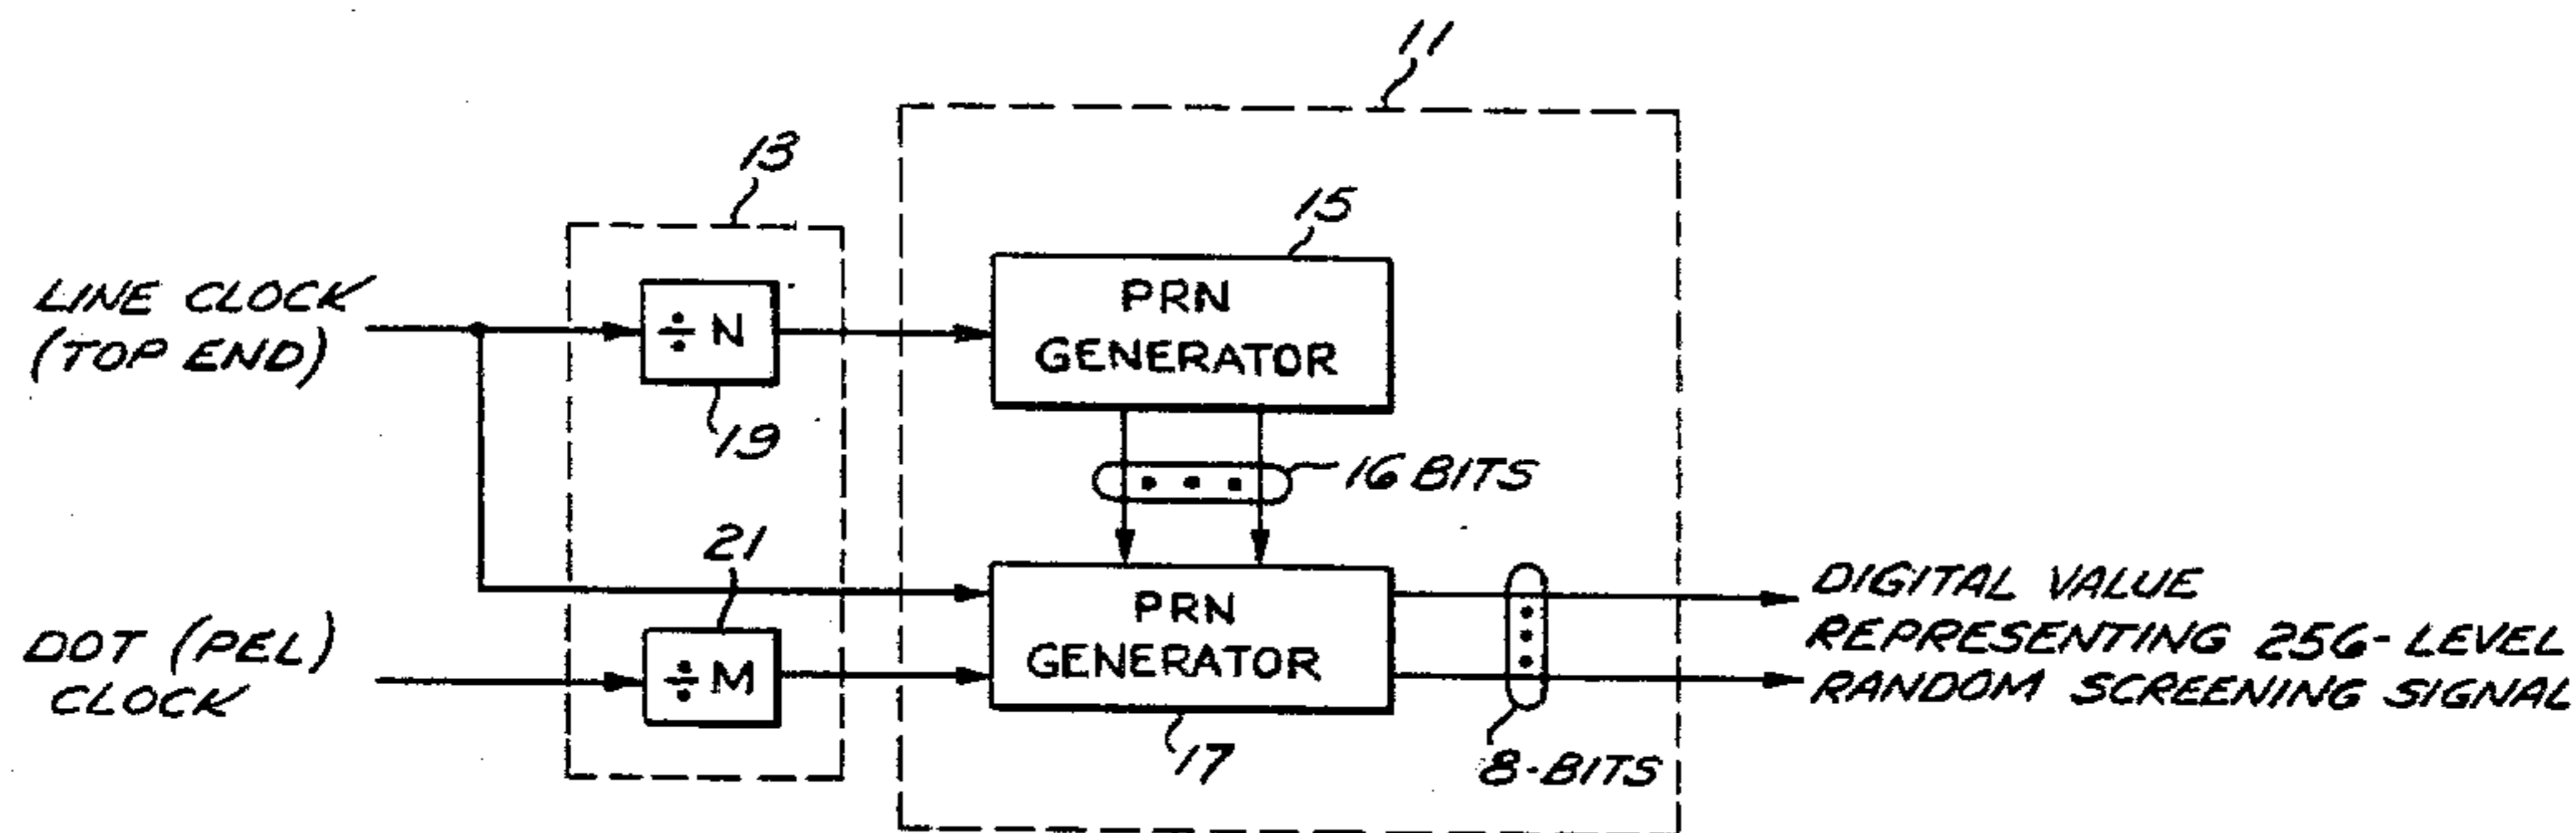 11
13
15
LINE CLOCK
(TOP END)
÷ N
PRN
GENERATOR
19
16 BITS
21
DOT (PEL)
CLOCK
÷ M
PRN
GENERATOR
17
8-BITS
DIGITAL VALUE
REPRESENTING 256-LEVEL
RANDOM SCREENING SIGNAL